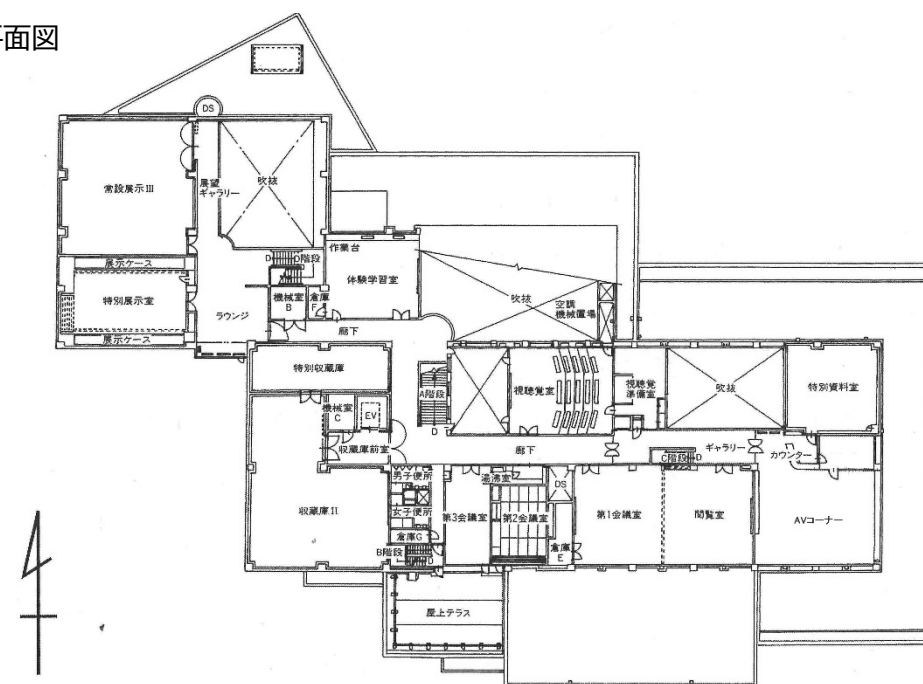 面図
DS
常設展示Ⅲ
展望
ギャラリー
吹抜
作業台
D
D階段
体験学習室
展示ケース
特別展示室
展示ケース
ラウンジ
機械室
B
倉庫
F
廊下
吹抜
空調
機械置場
特別収蔵庫
A階段
D
視聴覚室
視聴覚
準備室
吹抜
特別資料室
機械室
C
EV
収蔵庫前室
廊下
ギャラリー
カウンター
C階段
D
男子便所
湯沸室
DS
収蔵庫Ⅱ
女子便所
第3会議室
第2会議室
第1会議室
閲覧室
AVコーナー
倉庫G
倉庫
E
B階段
D
屋上テラス